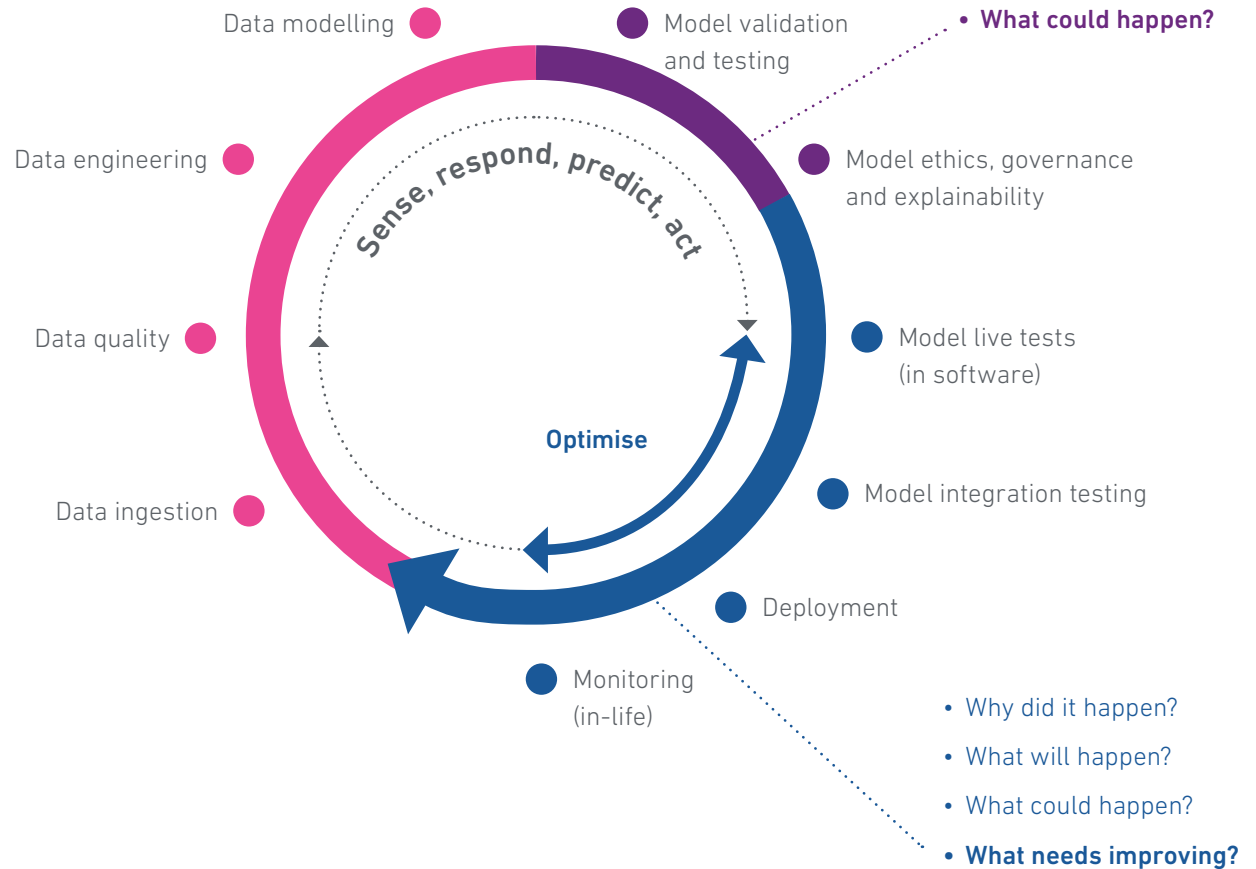 Data modelling
Model validation
and testing
• What could happen?
Data engineering
Sense, respond, predict, act
Model ethics, governance
and explainability
Data quality
Model live tests
(in software)
Optimise
Data ingestion
Model integration testing
Deployment
Monitoring
(in-life)
• Why did it happen?
• What will happen?
• What could happen?
• What needs improving?